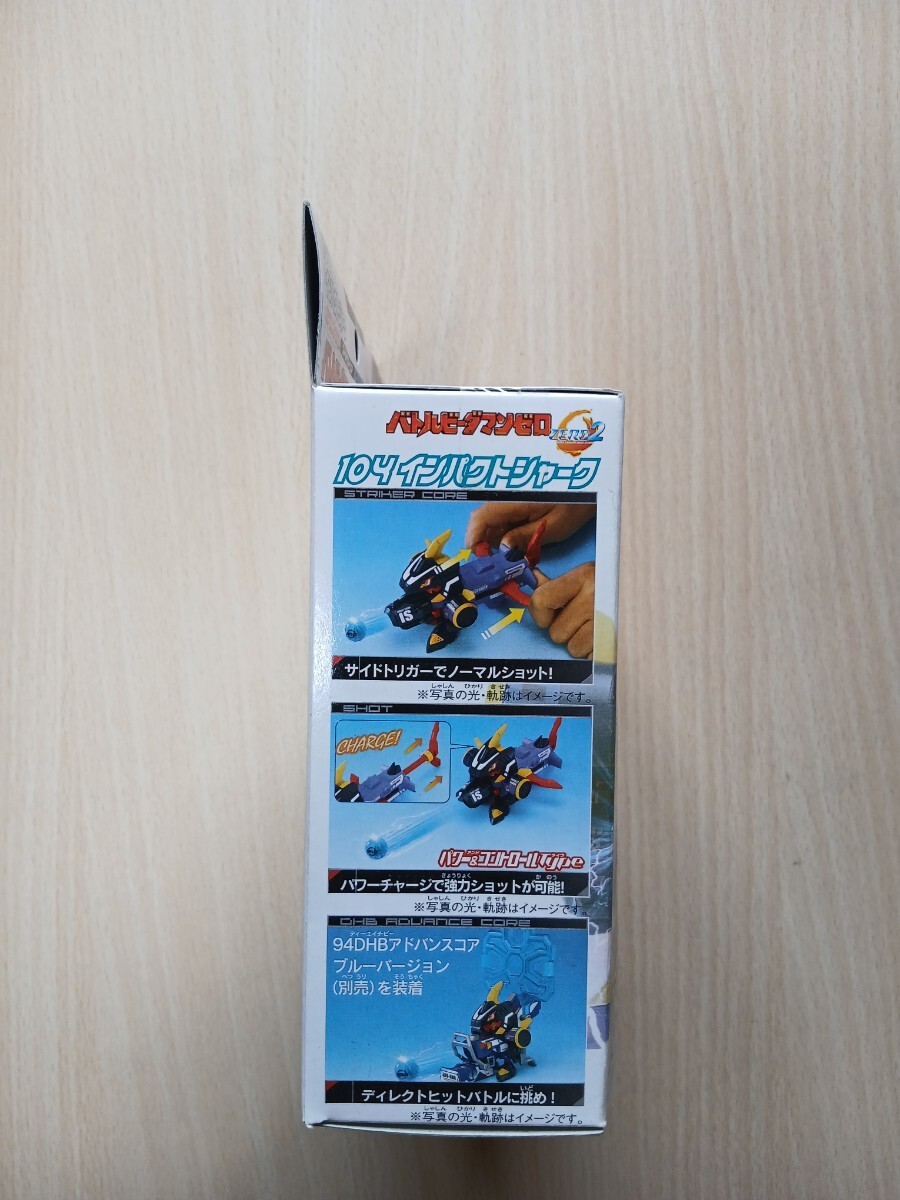 バトルビーダマンゼロ ZERO2
104インパクトシャーク
STRIKER CORE
iS
サイドトリガーでノーマルショット!
※写真の光・軌跡はイメージです。
SHOT
CHARGE!
iS
パワー&コントロールType
パワーチャージで強力ショットが可能!
※写真の光・軌跡はイメージです。
DHB ADVANCE CORE
94DHBアドバンスコア
ブルーバージョン
(別売)を装着
ディレクトヒットバトルに挑め!
※写真の光・軌跡はイメージです。